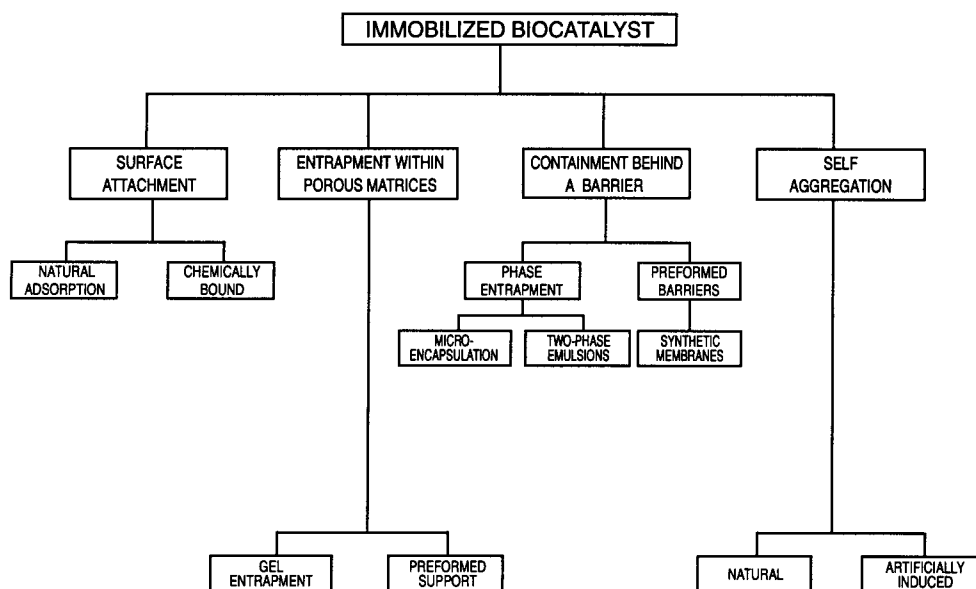 IMMOBILIZED BIOCATALYST
SURFACE
ATTACHMENT
ENTRAPMENT WITHIN
POROUS MATRICES
CONTAINMENT BEHIND
A BARRIER
SELF
AGGREGATION
NATURAL
ADSORPTION
CHEMICALLY
BOUND
PHASE
ENTRAPMENT
PREFORMED
BARRIERS
MICRO-
ENCAPSULATION
TWO-PHASE
EMULSIONS
SYNTHETIC
MEMBRANES
GEL
ENTRAPMENT
PREFORMED
SUPPORT
NATURAL
ARTIFICIALLY
INDUCED